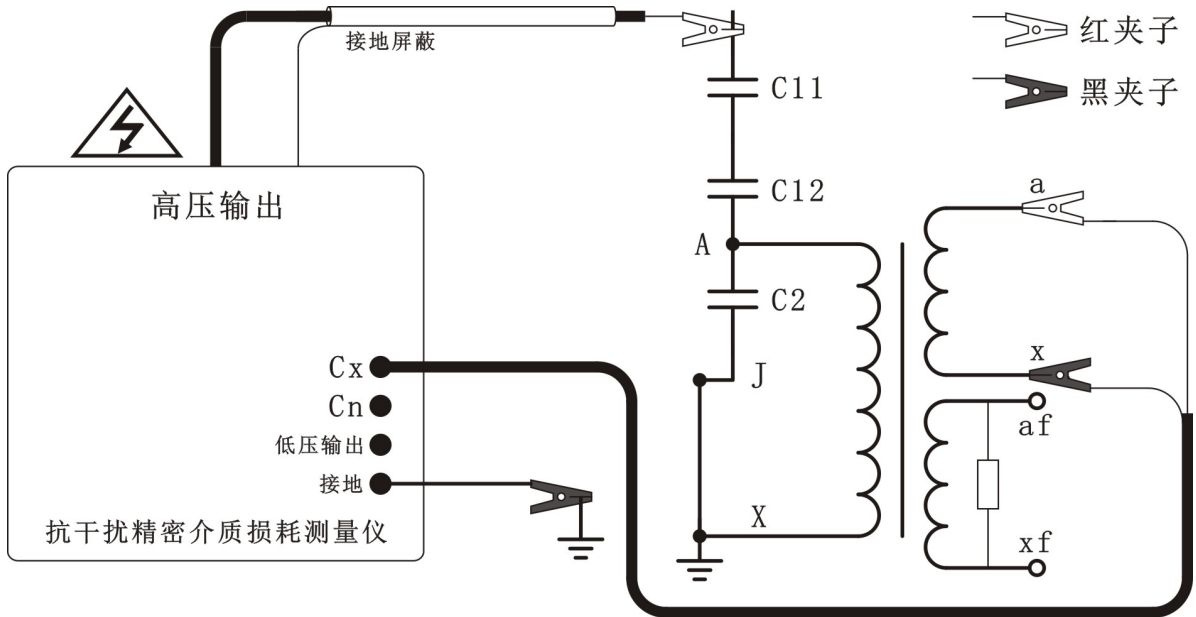 接地屏蔽
红夹子
黑夹子
C11
C12
A
C2
J
X
高压输出
Cx
Cn
低压输出
接地
抗干扰精密介质损耗测量仪
a
x
af
xf